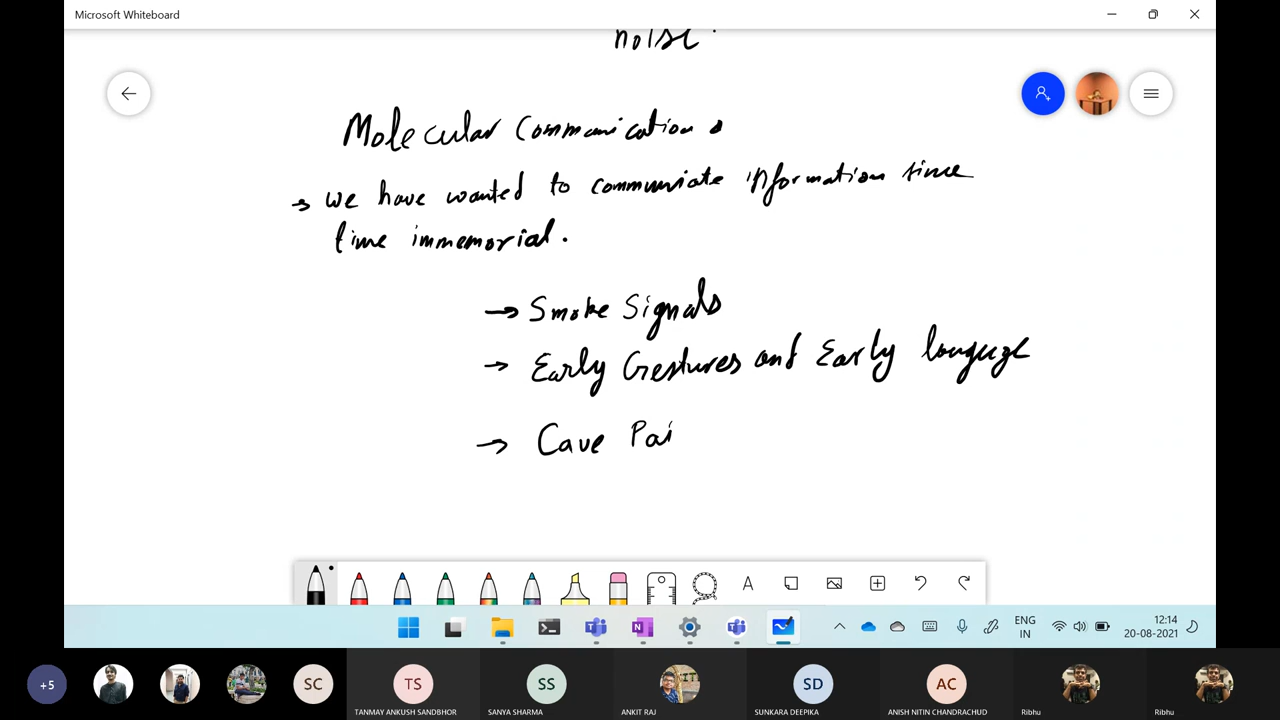 Microsoft Whiteboard
noise.
Molecular Communication
→ We have wanted to communiate information since
time immemorial.
→ Smoke Signals
→ Early Gestures and Early language
→ Cave Pai
A
ENG
IN
12:14
20-08-2021
+5
SC
TS
TANMAY ANKUSH SANDBHOR
SS
SANYA SHARMA
ANKIT RAJ
SD
SUNKARA DEEPIKA
AC
ANISH NITIN CHANDRACHUD
Ribhu
Ribhu